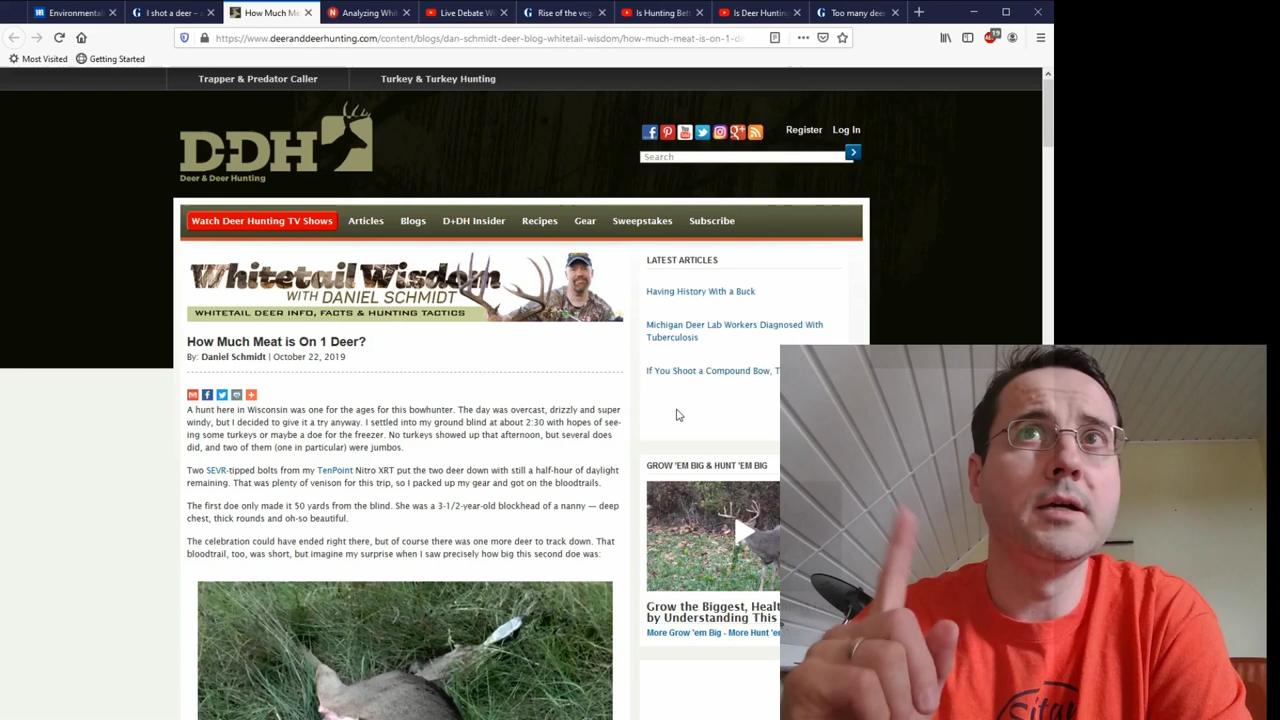 Environmental
I shot a deer –
How Much Me
Analyzing Whi
Live Debate W
Rise of the veg
Is Hunting Bet
Is Deer Huntin
Too many dee
https://www.deeranddeerhunting.com/content/blogs/dan-schmidt-deer-blog-whitetail-wisdom/how-much-meat-is-on-1-de
19
Most Visited
Getting Started
Trapper & Predator Caller
Turkey & Turkey Hunting
D+DH
Deer & Deer Hunting
Register
Log In
Search
Watch Deer Hunting TV Shows
Articles
Blogs
D+DH Insider
Recipes
Gear
Sweepstakes
Subscribe
Whitetail Wisdom
WITH DANIEL SCHMIDT
WHITETAIL DEER INFO, FACTS & HUNTING TACTICS
How Much Meat is On 1 Deer?
By: Daniel Schmidt | October 22, 2019
A hunt here in Wisconsin was one for the ages for this bowhunter. The day was overcast, drizzly and super
windy, but I decided to give it a try anyway. I settled into my ground blind at about 2:30 with hopes of see-
ing some turkeys or maybe a doe for the freezer. No turkeys showed up that afternoon, but several does
did, and two of them (one in particular) were jumbos.
Two SEVR-tipped bolts from my TenPoint Nitro XRT put the two deer down with still a half-hour of daylight
remaining. That was plenty of venison for this trip, so I packed up my gear and got on the bloodtrails.
The first doe only made it 50 yards from the blind. She was a 3-1/2-year-old blockhead of a nanny — deep
chest, thick rounds and oh-so beautiful.
The celebration could have ended right there, but of course there was one more deer to track down. That
bloodtrail, too, was short, but imagine my surprise when I saw precisely how big this second doe was:
LATEST ARTICLES
Having History With a Buck
Michigan Deer Lab Workers Diagnosed With
Tuberculosis
If You Shoot a Compound Bow, T
GROW 'EM BIG & HUNT 'EM BIG
Grow the Biggest, Healt
by Understanding This
More Grow 'em Big - More Hunt 'e